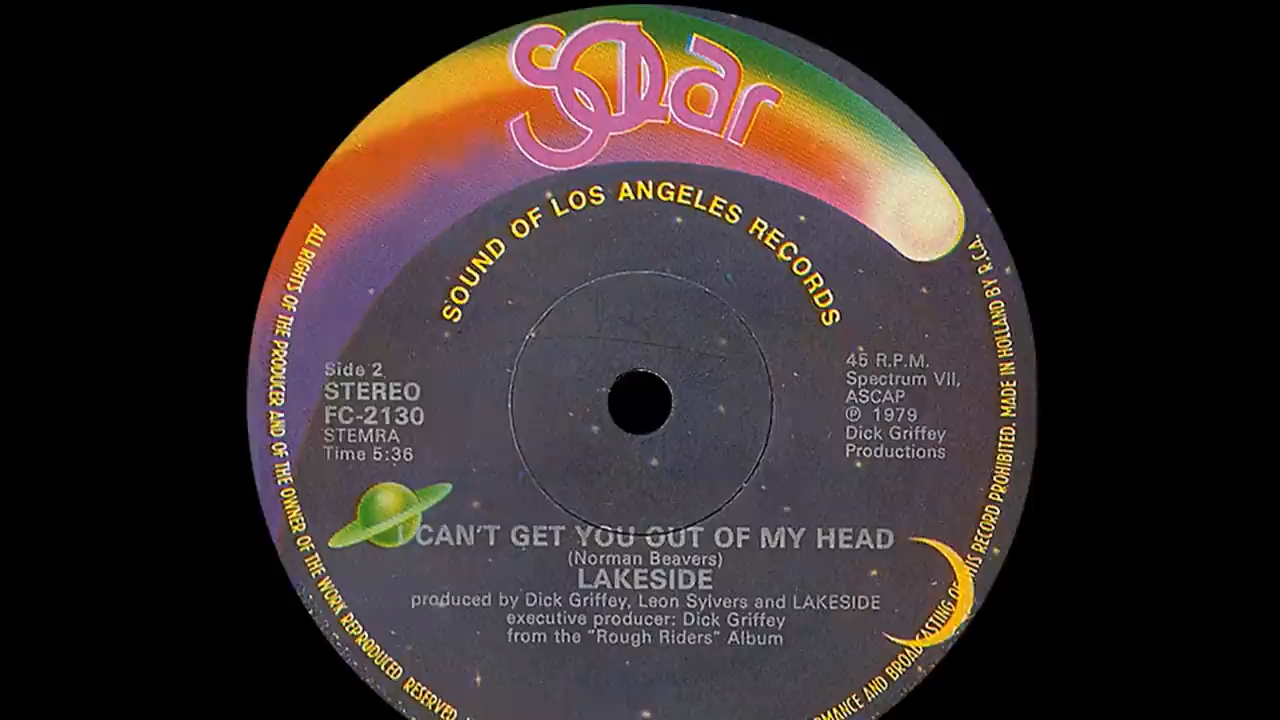 Solar
SOUND OF LOS ANGELES RECORDS
ALL RIGHTS OF THE PRODUCER AND OF THE OWNER OF THE WORK REPRODUCED RESERVED.
RMANCE AND BROADCASTING OF THIS RECORD PROHIBITED. MADE IN HOLLAND BY R.C.A.
Side 2
STEREO
FC-2130
STEMRA
Time 5:36
45 R.P.M.
Spectrum VII,
ASCAP
℗ 1979
Dick Griffey
Productions
I CAN'T GET YOU OUT OF MY HEAD
(Norman Beavers)
LAKESIDE
produced by Dick Griffey, Leon Sylvers and LAKESIDE
executive producer: Dick Griffey
from the "Rough Riders" Album